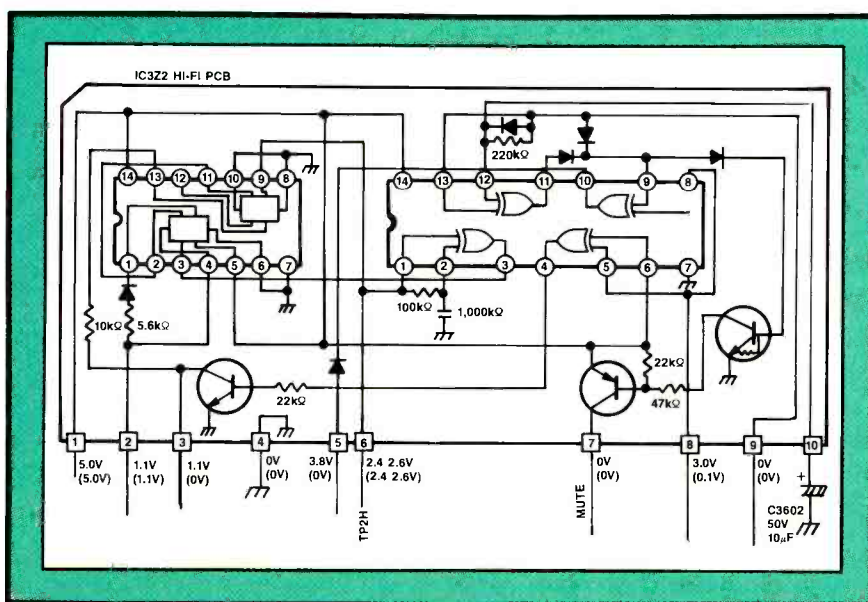 IC3Z2 HI-FI PCB
220kΩ
14 13 12 11 10 9 8
14 13 12 11 10 9 8
1 2 3 4 5 6 7
1 2 3 4 5 6 7
100kΩ
1,000kΩ
10kΩ
5.6kΩ
22kΩ
22kΩ
47kΩ
1 2 3 4 5 6 7 8 9 10
5.0V
(5.0V)
1.1V
(1.1V)
1.1V
(0V)
0V
(0V)
3.8V
(0V)
2.4 2.6V
(2.4 2.6V)
TP2H
0V
(0V)
MUTE
3.0V
(0.1V)
0V
(0V)
+
C3602
50V
10µF